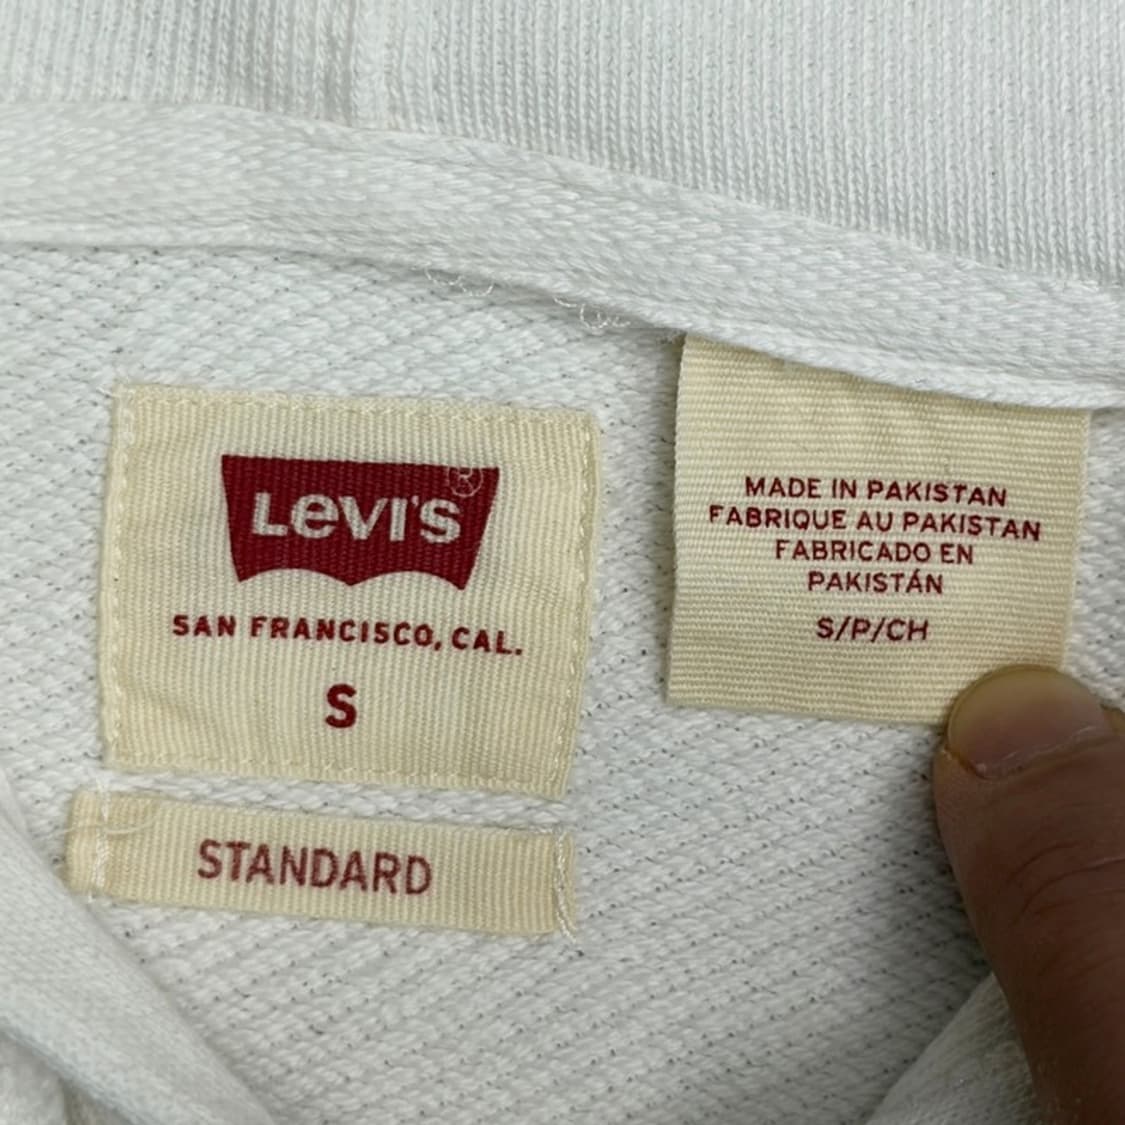 LEVI'S®
SAN FRANCISCO, CAL.
S
STANDARD
MADE IN PAKISTAN
FABRIQUE AU PAKISTAN
FABRICADO EN
PAKISTÁN
S/P/CH